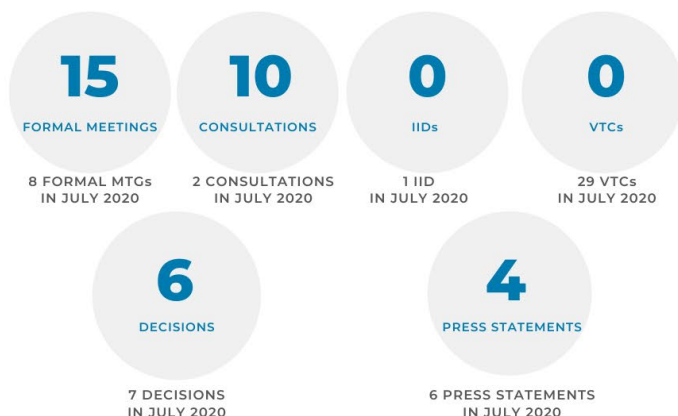 15 10 0 0
FORMAL MEETINGS CONSULTATIONS IIDs VTCs
8 FORMAL MTGs 2 CONSULTATIONS 1 IID 29 VTCs
IN JULY 2020 IN JULY 2020 IN JULY 2020 IN JULY 2020
6 4
DECISIONS PRESS STATEMENTS
7 DECISIONS 6 PRESS STATEMENTS
IN JULY 2020 IN JULY 2020